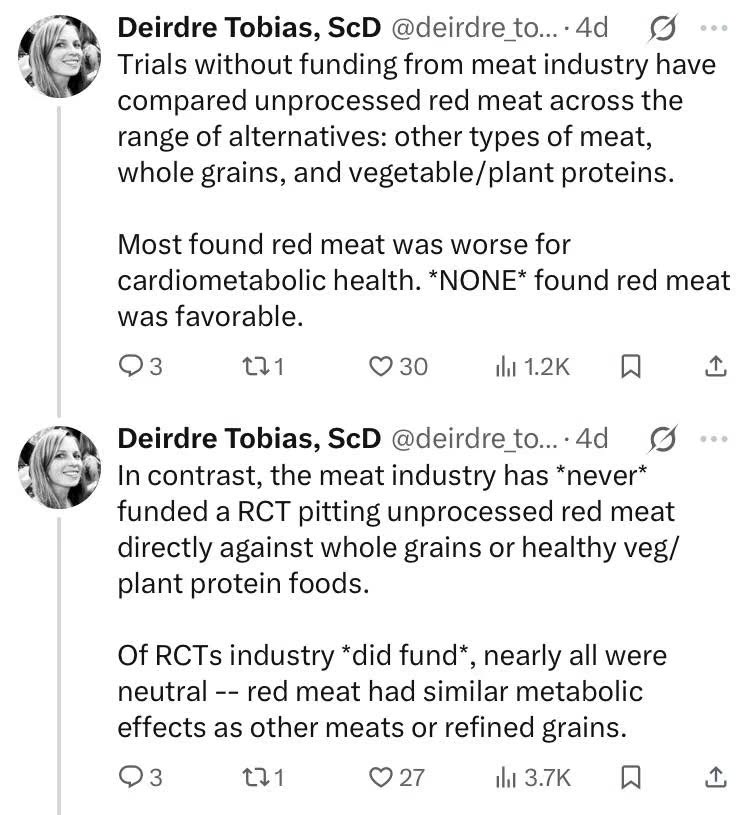 Deirdre Tobias, ScD @deirdre_to... · 4d
Trials without funding from meat industry have
compared unprocessed red meat across the
range of alternatives: other types of meat,
whole grains, and vegetable/plant proteins.
Most found red meat was worse for
cardiometabolic health. *NONE* found red meat
was favorable.
3 1 30 1.2K
Deirdre Tobias, ScD @deirdre_to... · 4d
In contrast, the meat industry has *never*
funded a RCT pitting unprocessed red meat
directly against whole grains or healthy veg/
plant protein foods.
Of RCTs industry *did fund*, nearly all were
neutral -- red meat had similar metabolic
effects as other meats or refined grains.
3 1 27 3.7K